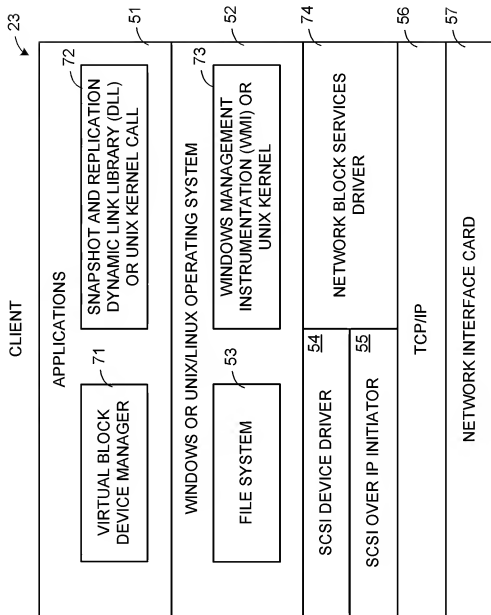 CLIENT
23
APPLICATIONS
51
VIRTUAL BLOCK
DEVICE MANAGER
71
SNAPSHOT AND REPLICATION
DYNAMIC LINK LIBRARY (DLL)
OR UNIX KERNEL CALL
72
WINDOWS OR UNIX/LINUX OPERATING SYSTEM
52
FILE SYSTEM
53
WINDOWS MANAGEMENT
INSTRUMENTATION (WMI) OR
UNIX KERNEL
73
SCSI DEVICE DRIVER
54
SCSI OVER IP INITIATOR
55
NETWORK BLOCK SERVICES
DRIVER
74
TCP/IP
56
NETWORK INTERFACE CARD
57